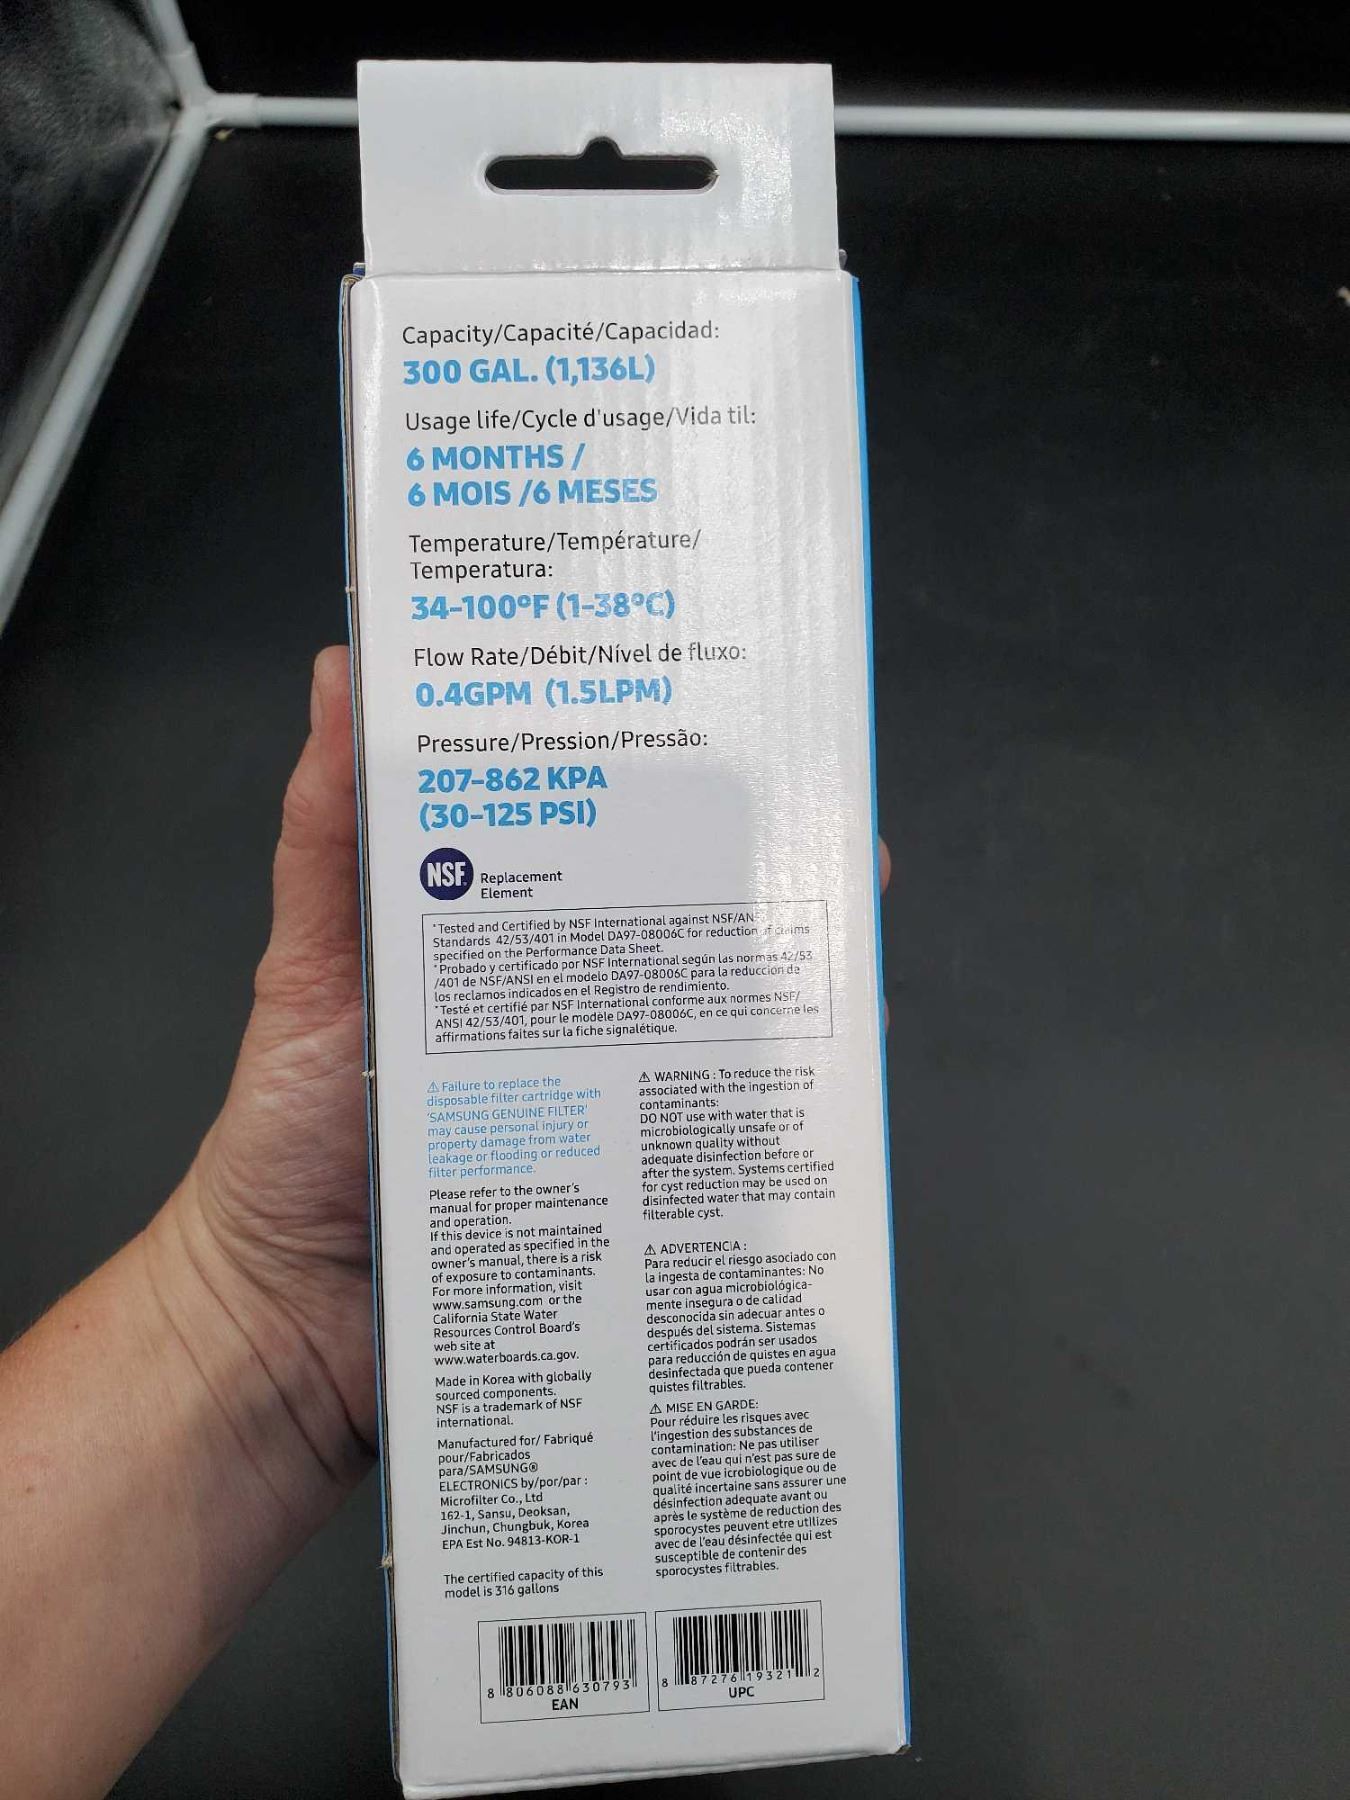 Capacity/Capacité/Capacidad:
300 GAL. (1,136L)
Usage life/Cycle d'usage/Vida til:
6 MONTHS /
6 MOIS /6 MESES
Temperature/Température/
Temperatura:
34-100°F (1-38°C)
Flow Rate/Débit/Nível de fluxo:
0.4GPM (1.5LPM)
Pressure/Pression/Pressão:
207-862 KPA
(30-125 PSI)
NSF
Replacement
Element
*Tested and Certified by NSF International against NSF/AN
Standards 42/53/401 in Model DA97-08006C for reduction of claims
specified on the Performance Data Sheet.
*Probado y certificado por NSF International según las normas 42/53
/401 de NSF/ANSI en el modelo DA97-08006C para la reducción de
los reclamos indicados en el Registro de rendimiento.
*Testé et certifié par NSF International conforme aux normes NSF/
ANSI 42/53/401, pour le modèle DA97-08006C, en ce qui concerne les
affirmations faites sur la fiche signalétique.
⚠ Failure to replace the
disposable filter cartridge with
'SAMSUNG GENUINE FILTER'
may cause personal injury or
property damage from water
leakage or flooding or reduced
filter performance.
Please refer to the owner's
manual for proper maintenance
and operation.
If this device is not maintained
and operated as specified in the
owner's manual, there is a risk
of exposure to contaminants.
For more information, visit
www.samsung.com or the
California State Water
Resources Control Board's
web site at
www.waterboards.ca.gov.
Made in Korea with globally
sourced components.
NSF is a trademark of NSF
international.
Manufactured for/ Fabriqué
pour/Fabricados
para/SAMSUNG®
ELECTRONICS by/por/par :
Microfilter Co., Ltd
162-1, Sansu, Deoksan,
Jinchun, Chungbuk, Korea
EPA Est No. 94813-KOR-1
The certified capacity of this
model is 316 gallons
⚠ WARNING : To reduce the risk
associated with the ingestion of
contaminants:
DO NOT use with water that is
microbiologically unsafe or of
unknown quality without
adequate disinfection before or
after the system. Systems certified
for cyst reduction may be used on
disinfected water that may contain
filterable cyst.
⚠ ADVERTENCIA :
Para reducir el riesgo asociado con
la ingesta de contaminantes: No
usar con agua microbiológica-
mente insegura o de calidad
desconocida sin adecuar antes o
después del sistema. Sistemas
certificados podrán ser usados
para reducción de quistes en agua
desinfectada que pueda contener
quistes filtrables.
⚠ MISE EN GARDE:
Pour réduire les risques avec
l'ingestion des substances de
contamination: Ne pas utiliser
avec de l'eau qui n'est pas sure de
point de vue icrobiologique ou de
qualité incertaine sans assurer une
désinfection adequate avant ou
après le système de reduction des
sporocystes peuvent etre utilizes
avec de l'eau désinfectée qui est
susceptible de contenir des
sporocystes filtrables.
8 806088 630793
EAN
8 87276 19321 2
UPC